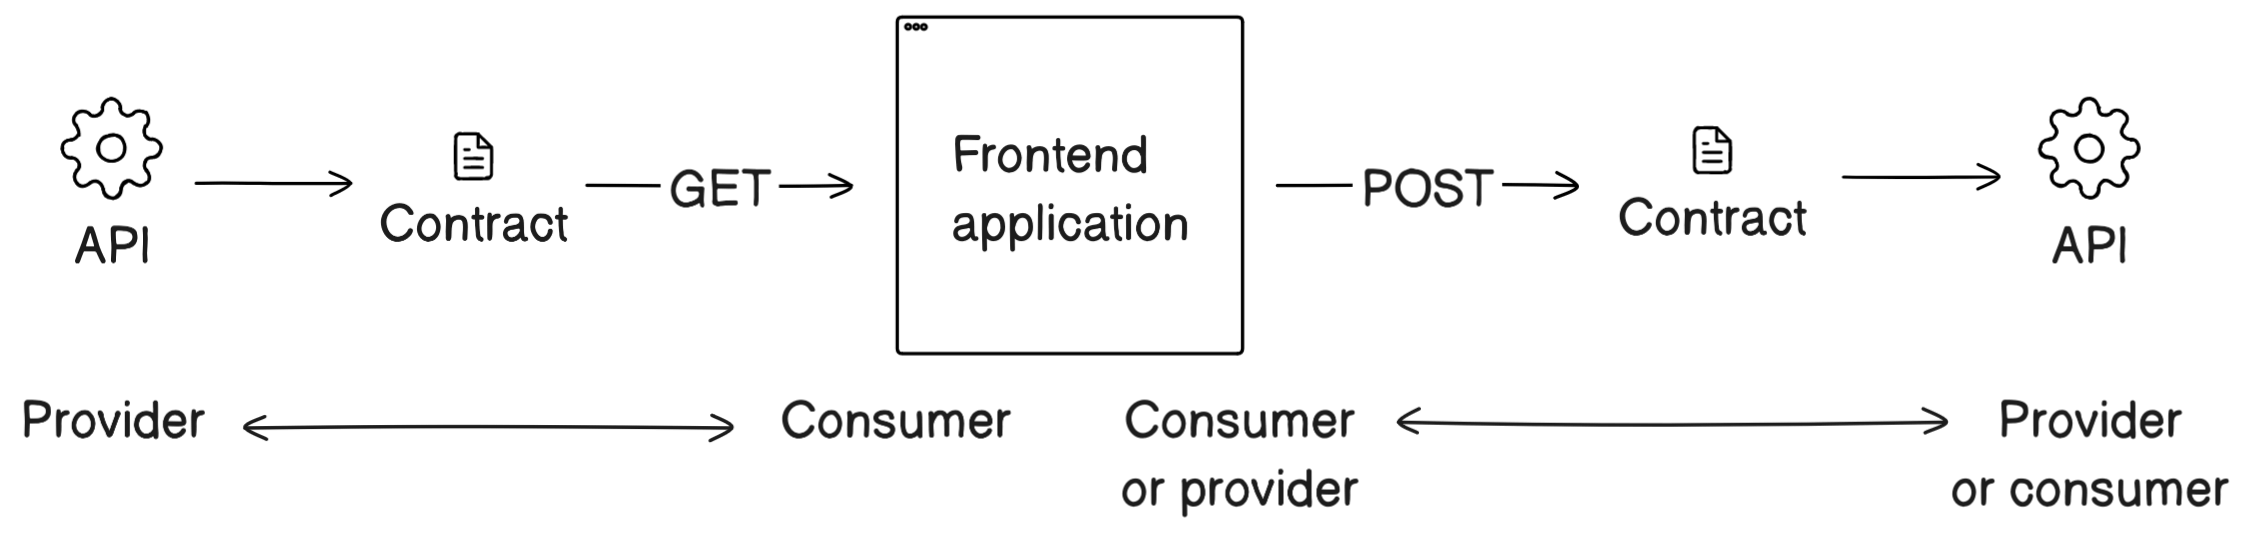 API
Contract
GET
Frontend
application
POST
Contract
API
Provider
Consumer
Consumer
or provider
Provider
or consumer